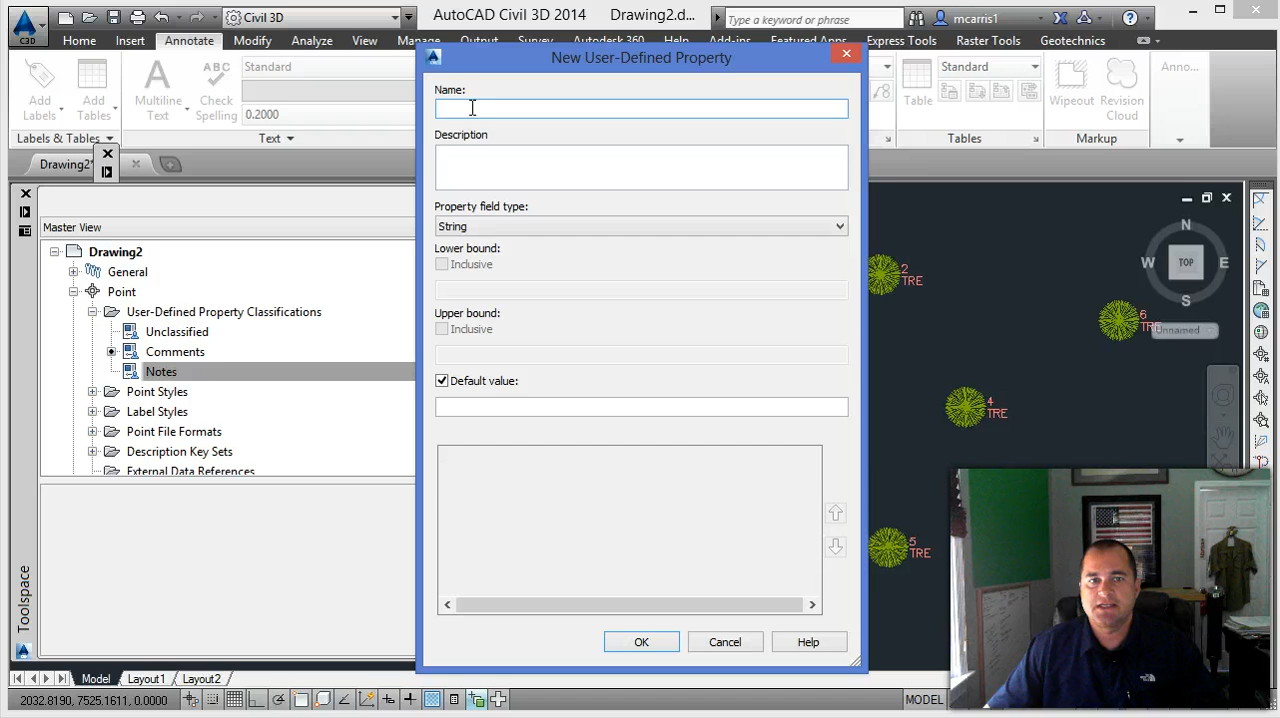 Civil 3D
AutoCAD Civil 3D 2014 Drawing2.d...
Type a keyword or phrase
mcarris1
C3D
Home Insert Annotate Modify Analyze View Manage Output Survey Autodesk 360 Help Add-ins Featured Apps Express Tools Raster Tools Geotechnics
Add Labels
Add Tables
Labels & Tables
Multiline Text
ABC
Check Spelling
Standard
0.2000
Text
Table
Standard
Tables
Wipeout
Revision Cloud
Markup
Anno...
Drawing2*
Master View
Drawing2
General
Point
User-Defined Property Classifications
Unclassified
Comments
Notes
Point Styles
Label Styles
Point File Formats
Description Key Sets
External Data References
Toolspace
New User-Defined Property
Name:
Description
Property field type:
String
Lower bound:
Inclusive
Upper bound:
Inclusive
Default value:
OK
Cancel
Help
2
TRE
6
TRE
4
TRE
5
TRE
N
W
TOP
E
S
Unnamed
Model Layout1 Layout2
2032.8190, 7525.1611, 0.0000
MODEL